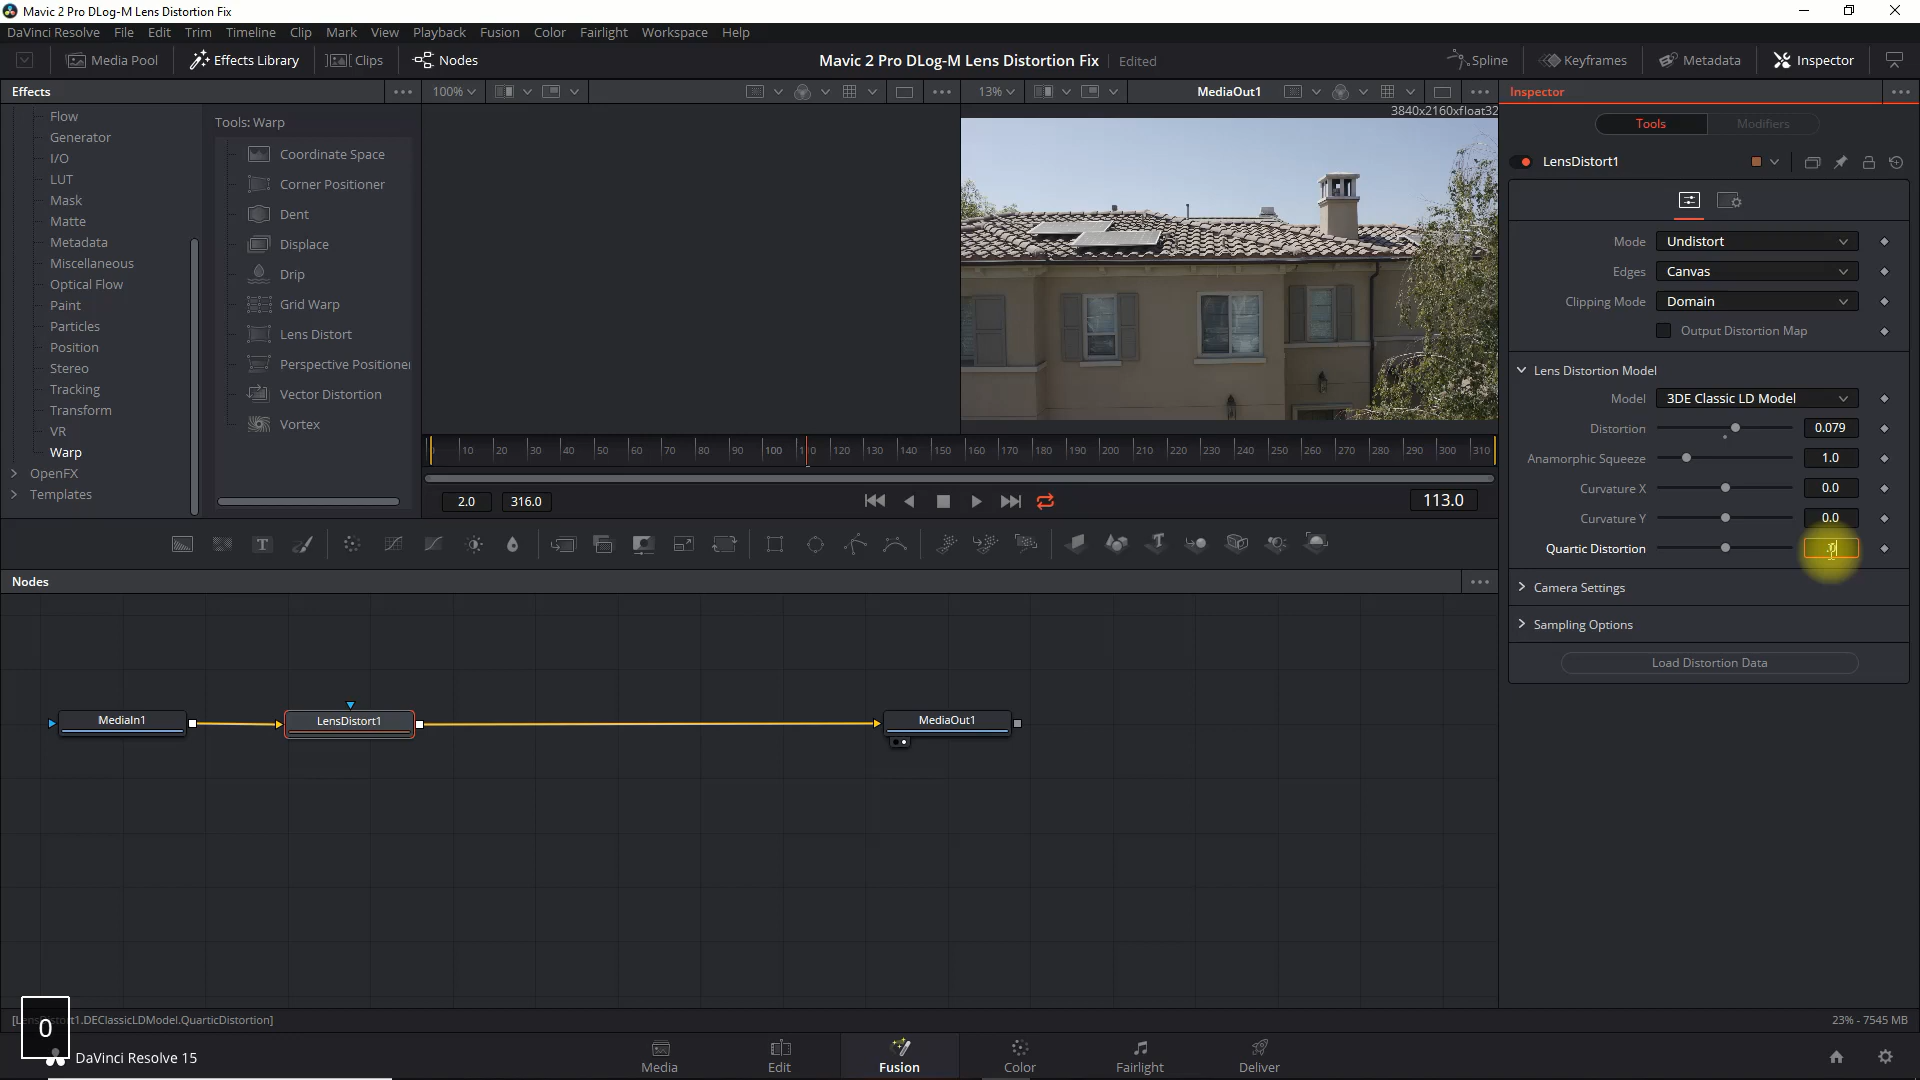 Mavic 2 Pro DLog-M Lens Distortion Fix
DaVinci Resolve File Edit Trim Timeline Clip Mark View Playback Fusion Color Fairlight Workspace Help
Media Pool Effects Library Clips Nodes Mavic 2 Pro DLog-M Lens Distortion Fix Edited Spline Keyframes Metadata Inspector
Effects 100% 13% MediaOut1 Inspector
3840x2160xfloat32
Flow
Generator
I/O
LUT
Mask
Matte
Metadata
Miscellaneous
Optical Flow
Paint
Particles
Position
Stereo
Tracking
Transform
VR
Warp
OpenFX
Templates
Tools: Warp
Coordinate Space
Corner Positioner
Dent
Displace
Drip
Grid Warp
Lens Distort
Perspective Positioner
Vector Distortion
Vortex
10 20 30 40 50 60 70 80 90 100 120 130 140 150 160 170 180 190 200 210 220 230 240 250 260 270 280 290 300 310
2.0 316.0 113.0
Tools Modifiers
LensDistort1
Mode Undistort
Edges Canvas
Clipping Mode Domain
Output Distortion Map
Lens Distortion Model
Model 3DE Classic LD Model
Distortion 0.079
Anamorphic Squeeze 1.0
Curvature X 0.0
Curvature Y 0.0
Quartic Distortion
Camera Settings
Sampling Options
Load Distortion Data
Nodes
MediaIn1 LensDistort1 MediaOut1
1.DEClassicLDModel.QuarticDistortion] 23% - 7545 MB
0
DaVinci Resolve 15
Media Edit Fusion Color Fairlight Deliver